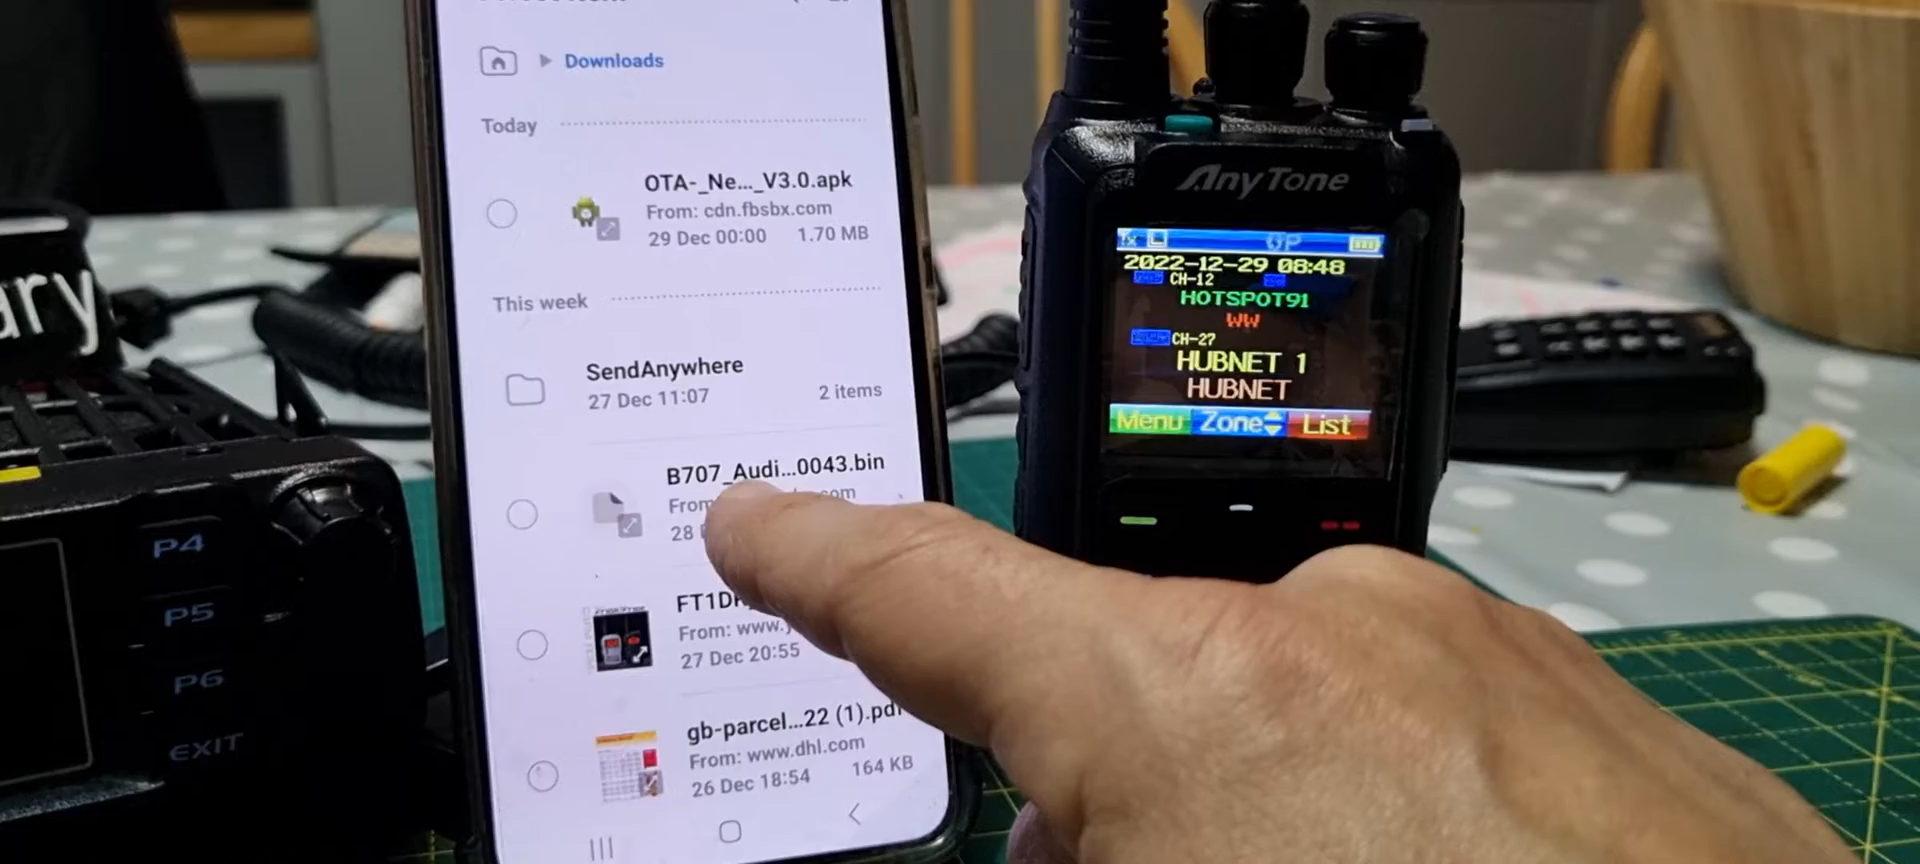 Downloads
Today
OTA-_Ne..._V3.0.apk
From: cdn.fbsbx.com
29 Dec 00:00 1.70 MB
This week
SendAnywhere
27 Dec 11:07 2 items
B707_Audi...0043.bin
From
28
FT1D
From: www.
27 Dec 20:55
gb-parcel...22 (1).pdf
From: www.dhl.com
26 Dec 18:54 164 KB
AnyTone
2022-12-29 08:48
CH-12
HOTSPOT91
WW
CH-27
HUBNET 1
HUBNET
Menu Zone List
ary
P4
P5
P6
EXIT